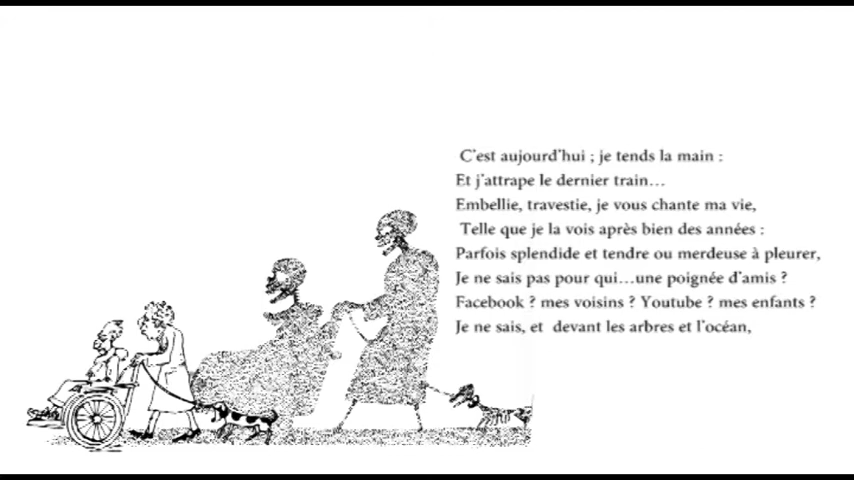 C'est aujourd'hui ; je tends la main :
Et j'attrape le dernier train…
Embellie, travestie, je vous chante ma vie,
Telle que je la vois après bien des années :
Parfois splendide et tendre ou merdeuse à pleurer,
Je ne sais pas pour qui…une poignée d'amis ?
Facebook ? mes voisins ? Youtube ? mes enfants ?
Je ne sais, et devant les arbres et l'océan,